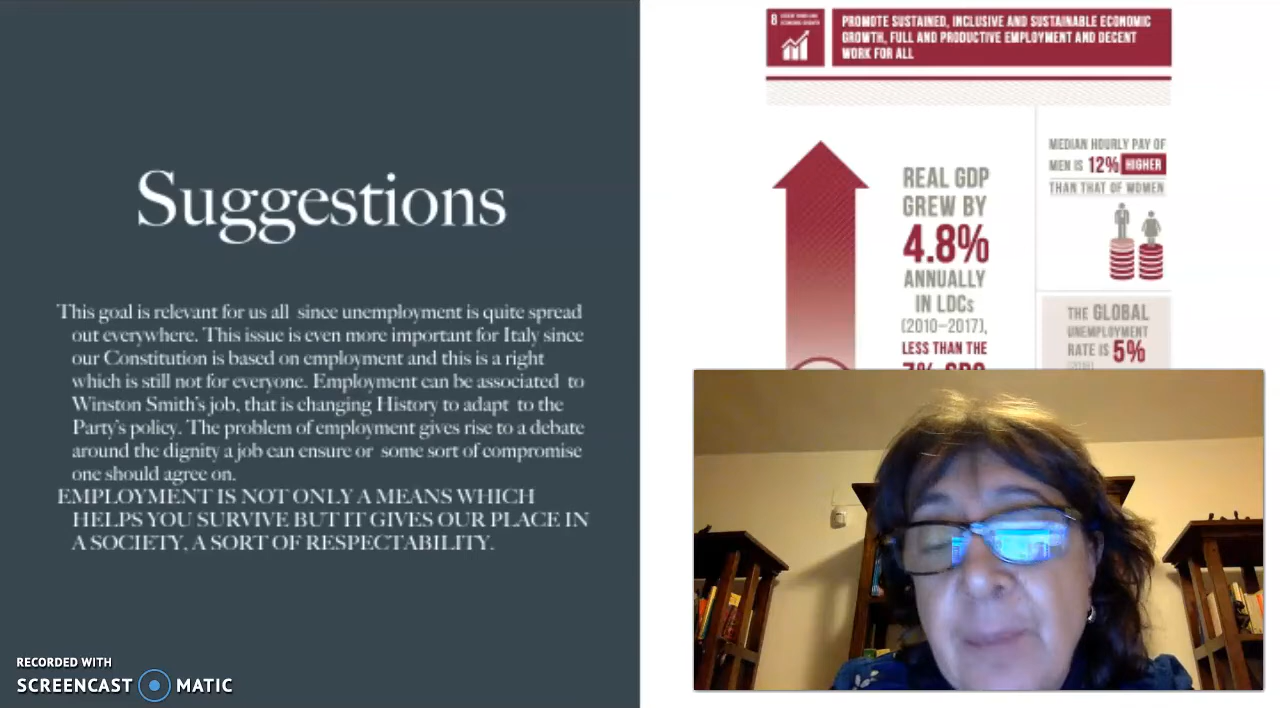 Suggestions
This goal is relevant for us all since unemployment is quite spread
out everywhere. This issue is even more important for Italy since
our Constitution is based on employment and this is a right
which is still not for everyone. Employment can be associated to
Winston Smith's job, that is changing History to adapt to the
Party's policy. The problem of employment gives rise to a debate
around the dignity a job can ensure or some sort of compromise
one should agree on.
EMPLOYMENT IS NOT ONLY A MEANS WHICH
HELPS YOU SURVIVE BUT IT GIVES OUR PLACE IN
A SOCIETY, A SORT OF RESPECTABILITY.
RECORDED WITH
SCREENCAST MATIC
8 DECENT WORK AND
ECONOMIC GROWTH
PROMOTE SUSTAINED, INCLUSIVE AND SUSTAINABLE ECONOMIC
GROWTH, FULL AND PRODUCTIVE EMPLOYMENT AND DECENT
WORK FOR ALL
REAL GDP
GREW BY
4.8%
ANNUALLY
IN LDCs
(2010–2017),
LESS THAN THE
MEDIAN HOURLY PAY OF
MEN IS 12% HIGHER
THAN THAT OF WOMEN
THE GLOBAL
UNEMPLOYMENT
RATE IS 5%